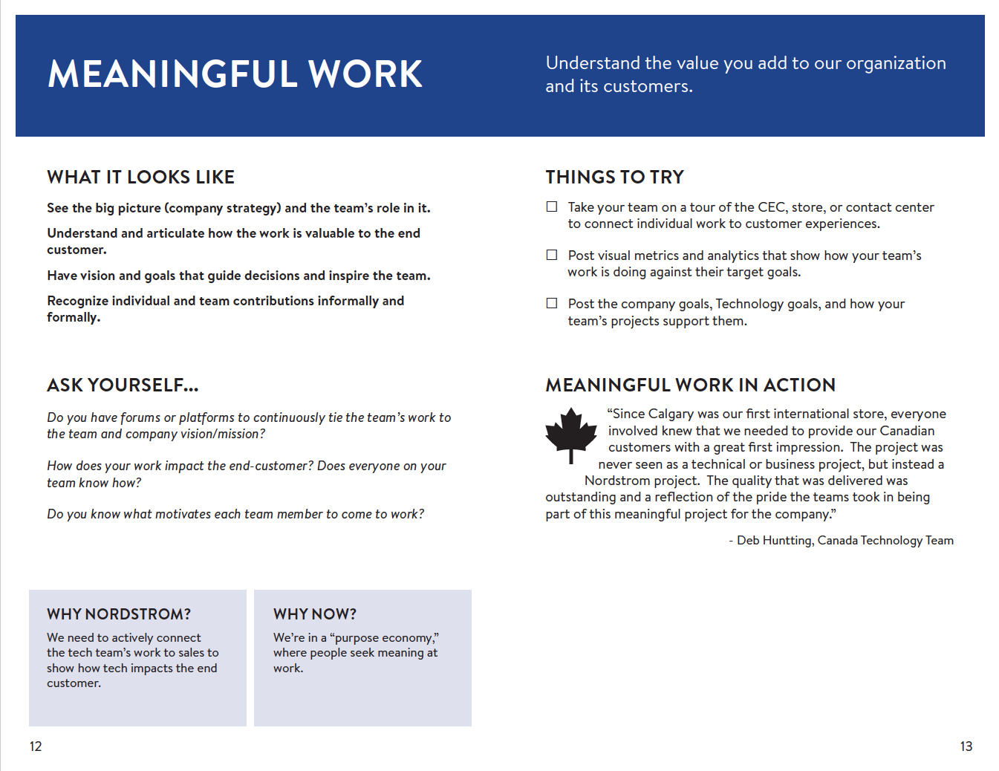 MEANINGFUL WORK
Understand the value you add to our organization
and its customers.
WHAT IT LOOKS LIKE
See the big picture (company strategy) and the team’s role in it.
Understand and articulate how the work is valuable to the end
customer.
Have vision and goals that guide decisions and inspire the team.
Recognize individual and team contributions informally and
formally.
ASK YOURSELF...
Do you have forums or platforms to continuously tie the team’s work to
the team and company vision/mission?
How does your work impact the end-customer? Does everyone on your
team know how?
Do you know what motivates each team member to come to work?
WHY NORDSTROM?
We need to actively connect
the tech team’s work to sales to
show how tech impacts the end
customer.
WHY NOW?
We’re in a “purpose economy,”
where people seek meaning at
work.
12
THINGS TO TRY
Take your team on a tour of the CEC, store, or contact center
to connect individual work to customer experiences.
Post visual metrics and analytics that show how your team’s
work is doing against their target goals.
Post the company goals, Technology goals, and how your
team’s projects support them.
MEANINGFUL WORK IN ACTION
“Since Calgary was our first international store, everyone
involved knew that we needed to provide our Canadian
customers with a great first impression.  The project was
never seen as a technical or business project, but instead a
Nordstrom project.  The quality that was delivered was
outstanding and a reflection of the pride the teams took in being
part of this meaningful project for the company.”
- Deb Huntting, Canada Technology Team
13